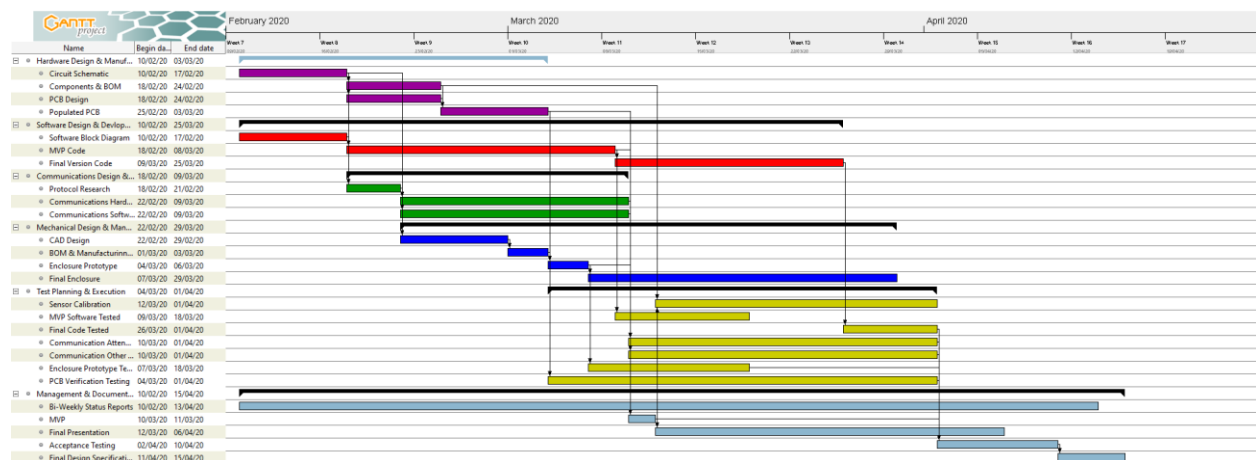 GANTT
project
February 2020 March 2020 April 2020
Name Begin da... End date
Week 7 Week 8 Week 9 Week 10 Week 11 Week 12 Week 13 Week 14 Week 15 Week 16 Week 17
Hardware Design & Manuf... 10/02/20 03/03/20
Circuit Schematic 10/02/20 17/02/20
Components & BOM 18/02/20 24/02/20
PCB Design 18/02/20 24/02/20
Populated PCB 25/02/20 03/03/20
Software Design & Devlop... 10/02/20 25/03/20
Software Block Diagram 10/02/20 17/02/20
MVP Code 18/02/20 08/03/20
Final Version Code 09/03/20 25/03/20
Communications Design &... 18/02/20 09/03/20
Protocol Research 18/02/20 21/02/20
Communications Hard... 22/02/20 09/03/20
Communications Softw... 22/02/20 09/03/20
Mechanical Design & Man... 22/02/20 29/03/20
CAD Design 22/02/20 29/02/20
BOM & Manufacturinn... 01/03/20 03/03/20
Enclosure Prototype 04/03/20 06/03/20
Final Enclosure 07/03/20 29/03/20
Test Planning & Execution 04/03/20 01/04/20
Sensor Calibration 12/03/20 01/04/20
MVP Software Tested 09/03/20 18/03/20
Final Code Tested 26/03/20 01/04/20
Communication Atten... 10/03/20 01/04/20
Communication Other ... 10/03/20 01/04/20
Enclosure Prototype Te... 07/03/20 18/03/20
PCB Verification Testing 04/03/20 01/04/20
Management & Document... 10/02/20 15/04/20
Bi-Weekly Status Reports 10/02/20 13/04/20
MVP 10/03/20 11/03/20
Final Presentation 12/03/20 06/04/20
Acceptance Testing 02/04/20 10/04/20
Final Design Specificati... 11/04/20 15/04/20